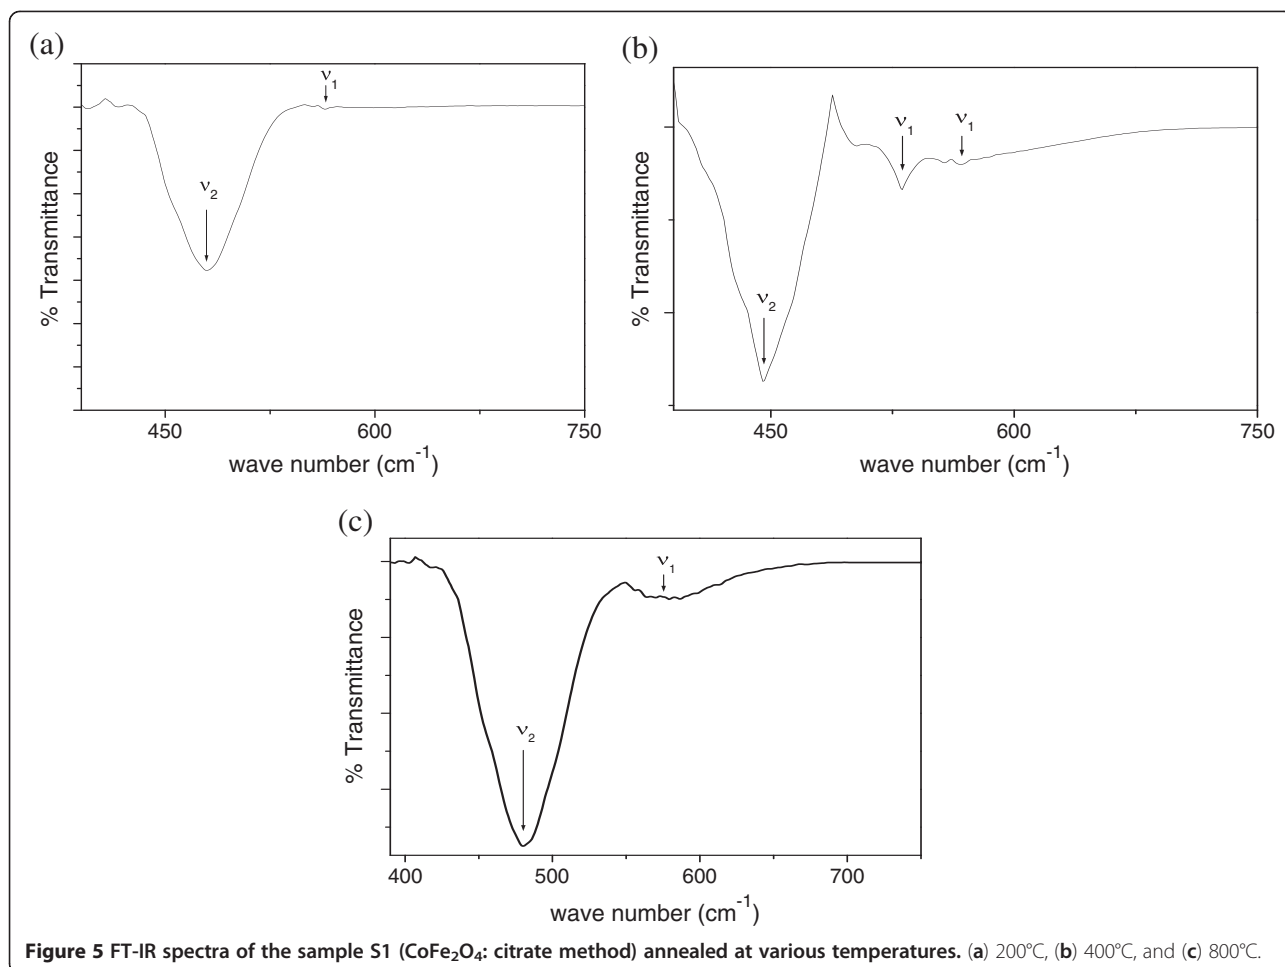 (a)
ν1
ν2
% Transmittance
450 600 750
wave number (cm-1)
(b)
ν1 ν1
ν2
% Transmittance
450 600 750
wave number (cm-1)
(c)
ν1
ν2
% Transmittance
400 500 600 700
wave number (cm-1)
Figure 5 FT-IR spectra of the sample S1 (CoFe2O4: citrate method) annealed at various temperatures. (a) 200°C, (b) 400°C, and (c) 800°C.